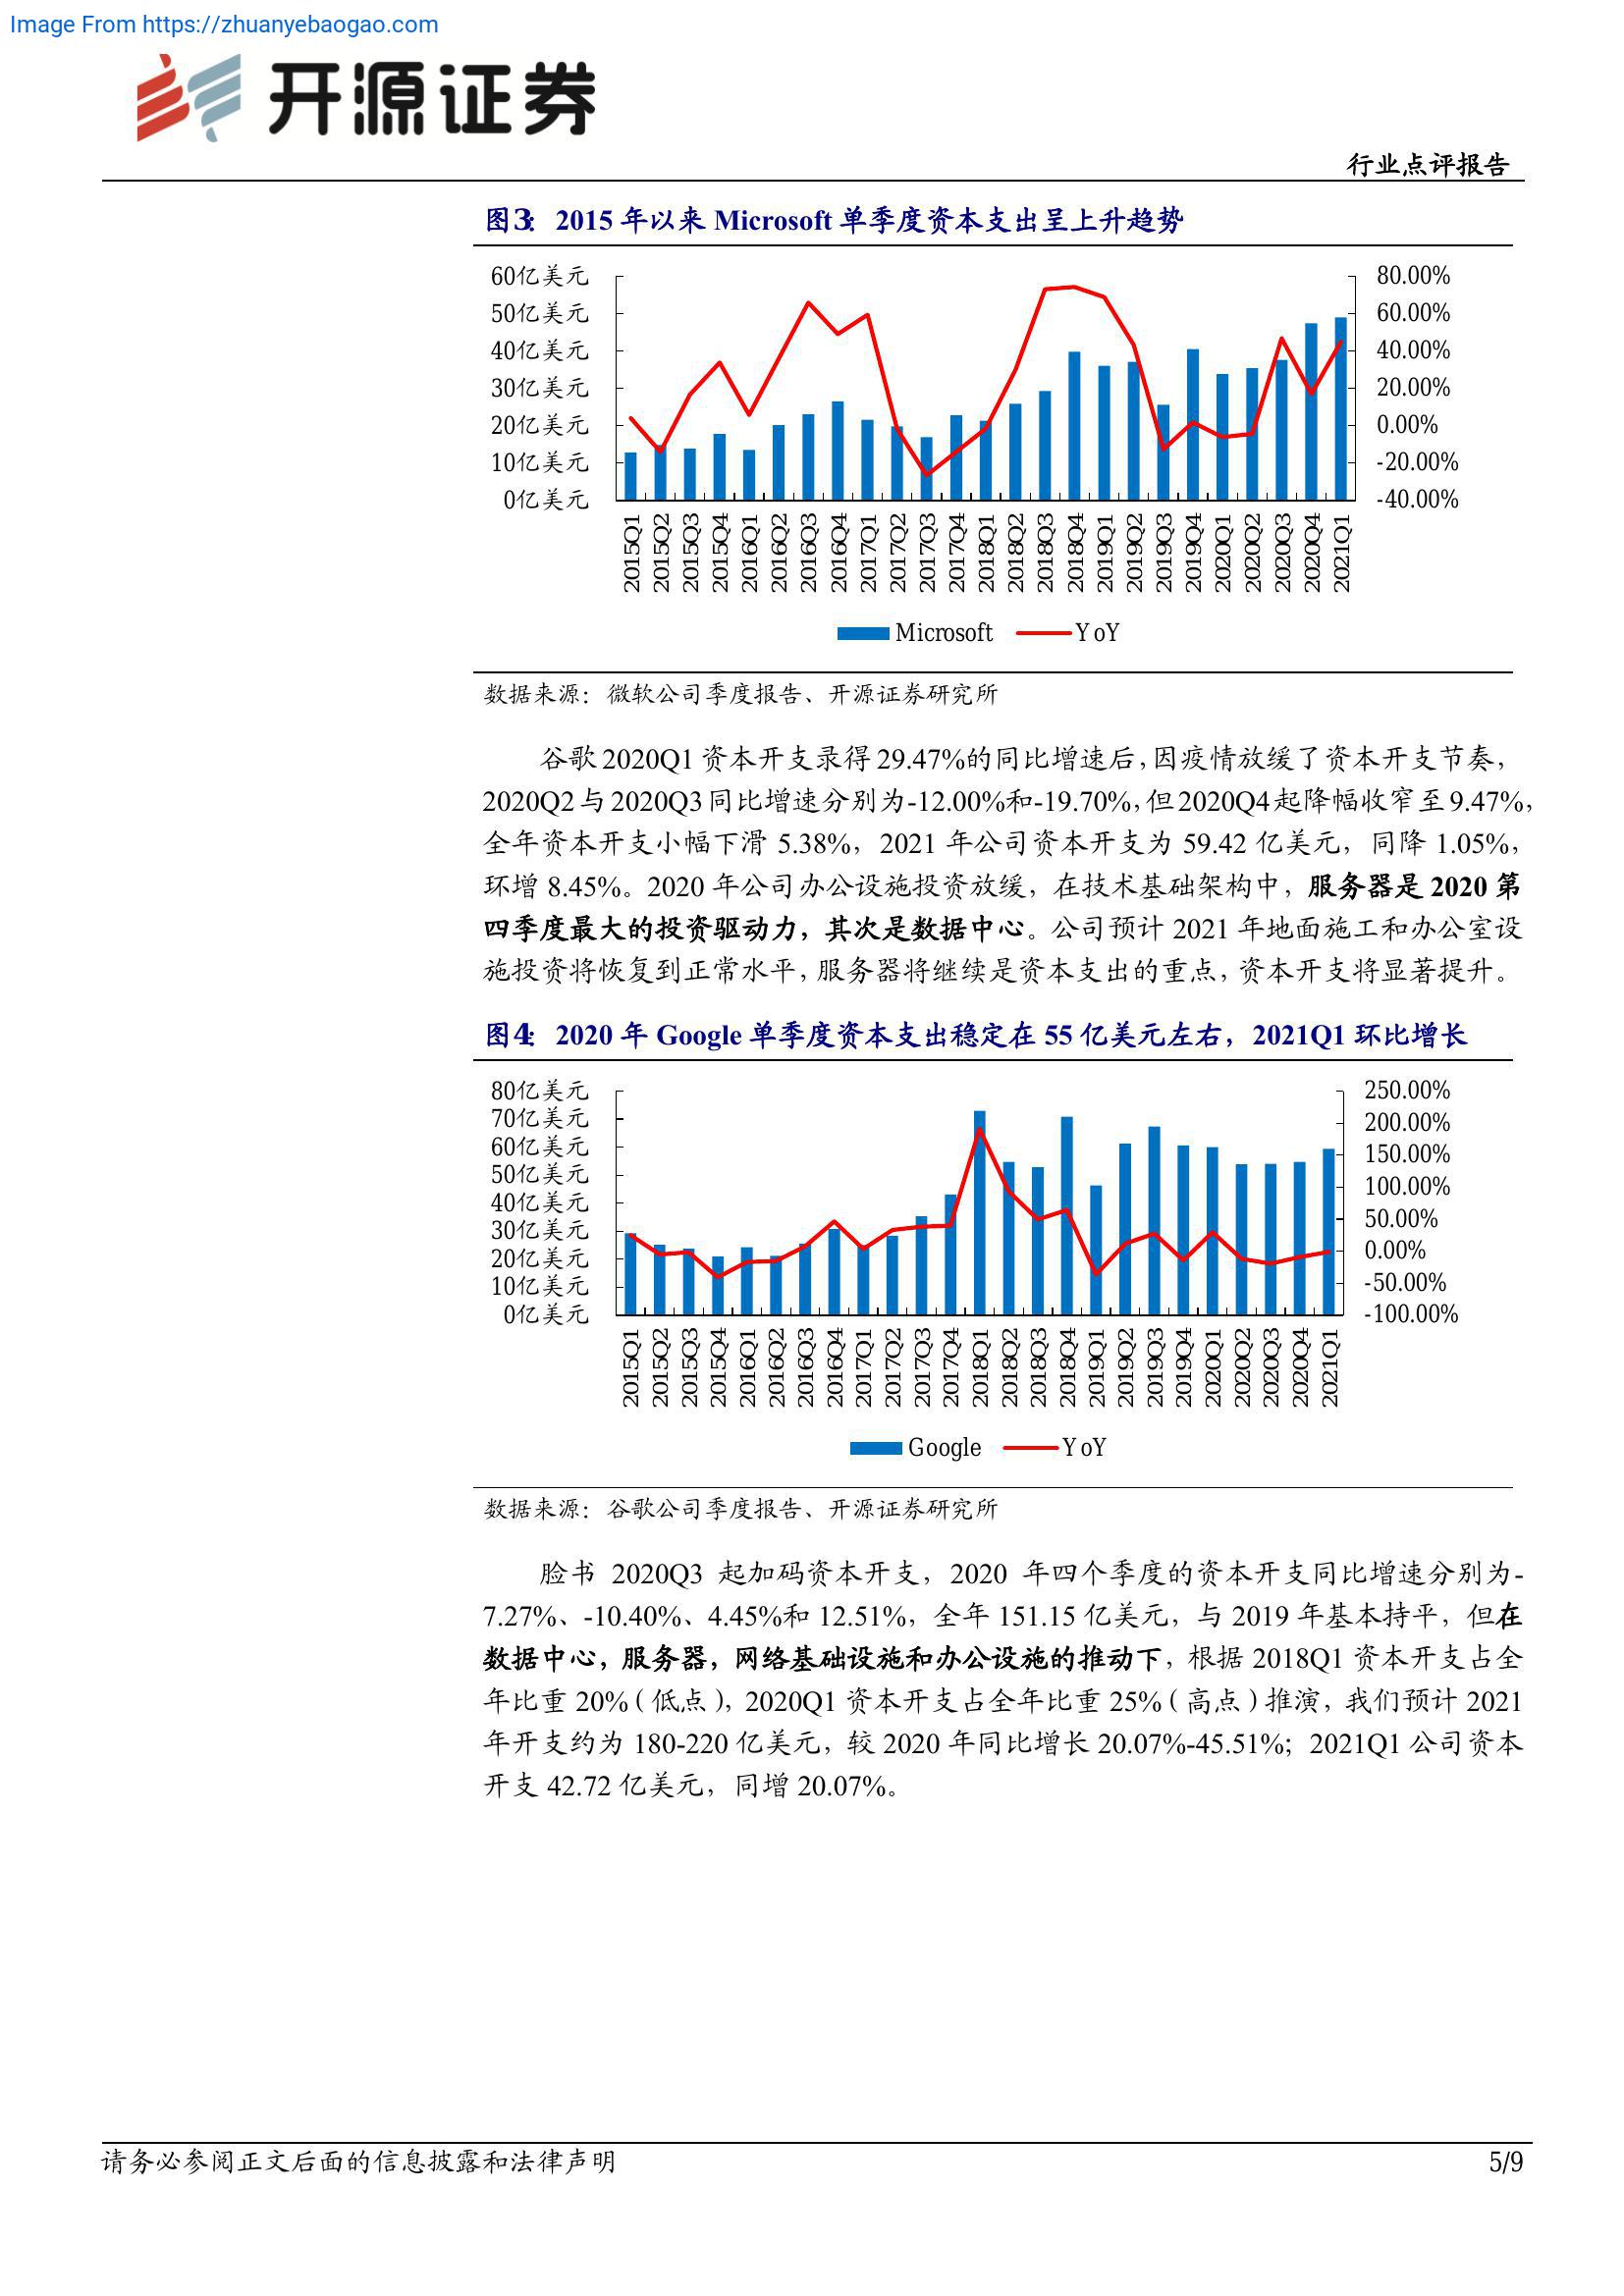 Image From https://zhuanyebaogao.com
开源证券
行业点评报告
图3： 2015 年以来 Microsoft 单季度资本支出呈上升趋势
60亿美元
50亿美元
40亿美元
30亿美元
20亿美元
10亿美元
0亿美元
80.00%
60.00%
40.00%
20.00%
0.00%
-20.00%
-40.00%
2015Q1
2015Q2
2015Q3
2015Q4
2016Q1
2016Q2
2016Q3
2016Q4
2017Q1
2017Q2
2017Q3
2017Q4
2018Q1
2018Q2
2018Q3
2018Q4
2019Q1
2019Q2
2019Q3
2019Q4
2020Q1
2020Q2
2020Q3
2020Q4
2021Q1
Microsoft YoY
数据来源：微软公司季度报告、开源证券研究所
谷歌 2020Q1 资本开支录得 29.47%的同比增速后，因疫情放缓了资本开支节奏，
2020Q2 与 2020Q3 同比增速分别为-12.00%和-19.70%，但 2020Q4 起降幅收窄至 9.47%，
全年资本开支小幅下滑 5.38%，2021 年公司资本开支为 59.42 亿美元，同降 1.05%，
环增 8.45%。2020 年公司办公设施投资放缓，在技术基础架构中，服务器是 2020 第
四季度最大的投资驱动力，其次是数据中心。公司预计 2021 年地面施工和办公室设
施投资将恢复到正常水平，服务器将继续是资本支出的重点，资本开支将显著提升。
图4： 2020 年 Google 单季度资本支出稳定在 55 亿美元左右，2021Q1 环比增长
80亿美元
70亿美元
60亿美元
50亿美元
40亿美元
30亿美元
20亿美元
10亿美元
0亿美元
250.00%
200.00%
150.00%
100.00%
50.00%
0.00%
-50.00%
-100.00%
2015Q1
2015Q2
2015Q3
2015Q4
2016Q1
2016Q2
2016Q3
2016Q4
2017Q1
2017Q2
2017Q3
2017Q4
2018Q1
2018Q2
2018Q3
2018Q4
2019Q1
2019Q2
2019Q3
2019Q4
2020Q1
2020Q2
2020Q3
2020Q4
2021Q1
Google YoY
数据来源：谷歌公司季度报告、开源证券研究所
脸书 2020Q3 起加码资本开支，2020 年四个季度的资本开支同比增速分别为-
7.27%、-10.40%、4.45%和 12.51%，全年 151.15 亿美元，与 2019 年基本持平，但在
数据中心，服务器，网络基础设施和办公设施的推动下，根据 2018Q1 资本开支占全
年比重 20%（低点），2020Q1 资本开支占全年比重 25%（高点）推演，我们预计 2021
年开支约为 180-220 亿美元，较 2020 年同比增长 20.07%-45.51%；2021Q1 公司资本
开支 42.72 亿美元，同增 20.07%。
请务必参阅正文后面的信息披露和法律声明
5/9